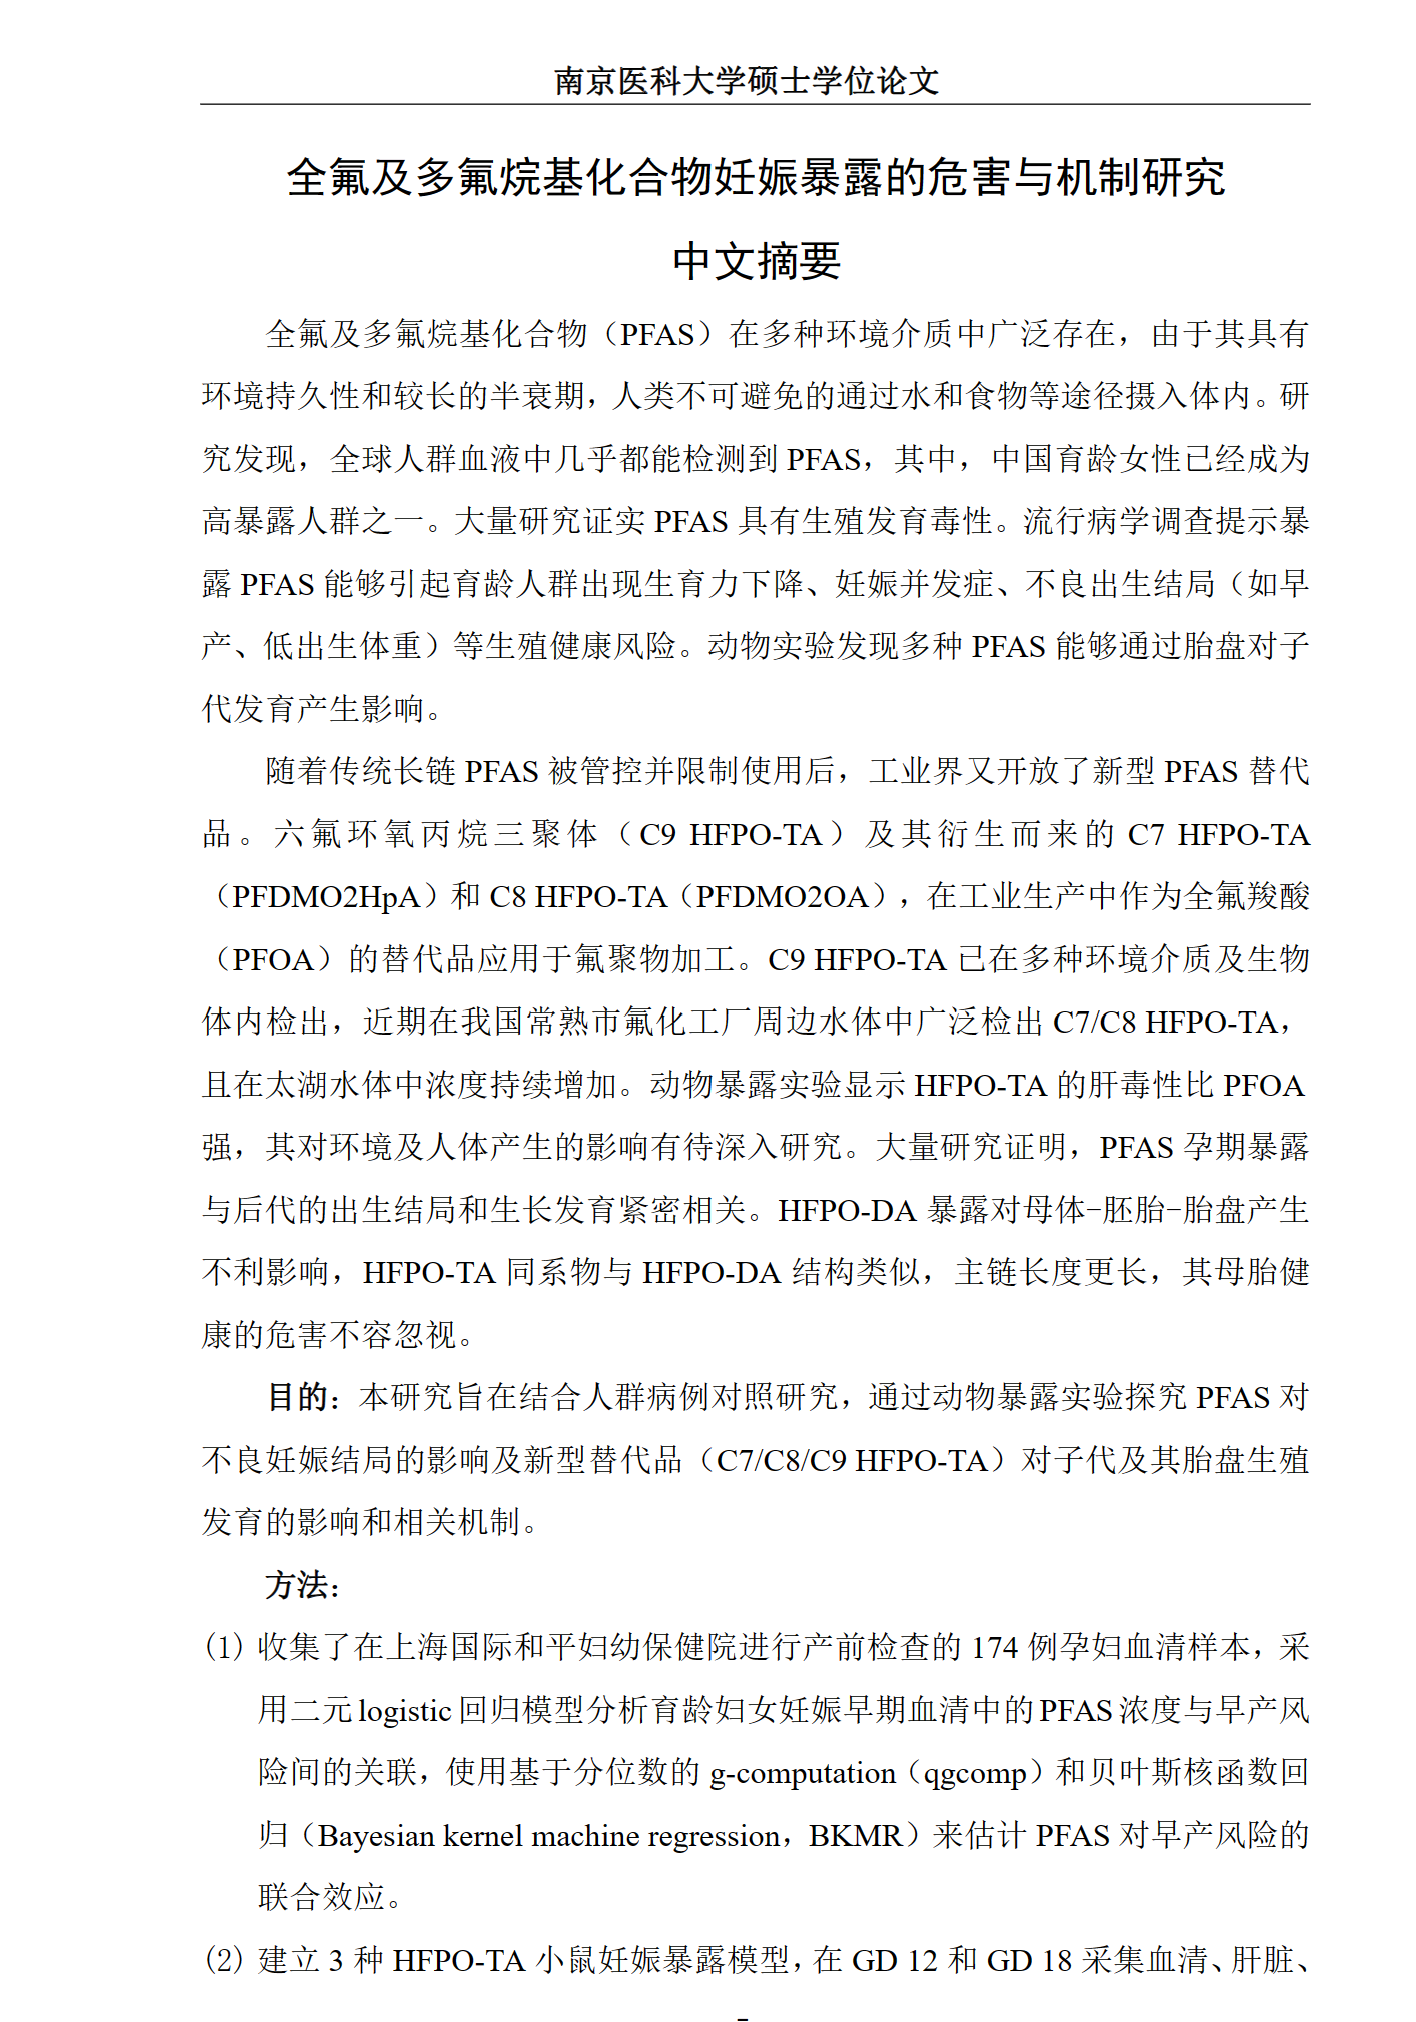 南京医科大学硕士学位论文
全氟及多氟烷基化合物妊娠暴露的危害与机制研究
中文摘要
全氟及多氟烷基化合物（PFAS）在多种环境介质中广泛存在，由于其具有
环境持久性和较长的半衰期，人类不可避免的通过水和食物等途径摄入体内。研
究发现，全球人群血液中几乎都能检测到 PFAS，其中，中国育龄女性已经成为
高暴露人群之一。大量研究证实 PFAS 具有生殖发育毒性。流行病学调查提示暴
露 PFAS 能够引起育龄人群出现生育力下降、妊娠并发症、不良出生结局（如早
产、低出生体重）等生殖健康风险。动物实验发现多种 PFAS 能够通过胎盘对子
代发育产生影响。
随着传统长链 PFAS 被管控并限制使用后，工业界又开放了新型 PFAS 替代
品。六氟环氧丙烷三聚体（C9 HFPO-TA）及其衍生而来的 C7 HFPO-TA
（PFDMO2HpA）和 C8 HFPO-TA（PFDMO2OA），在工业生产中作为全氟羧酸
（PFOA）的替代品应用于氟聚物加工。C9 HFPO-TA 已在多种环境介质及生物
体内检出，近期在我国常熟市氟化工厂周边水体中广泛检出 C7/C8 HFPO-TA，
且在太湖水体中浓度持续增加。动物暴露实验显示 HFPO-TA 的肝毒性比 PFOA
强，其对环境及人体产生的影响有待深入研究。大量研究证明，PFAS 孕期暴露
与后代的出生结局和生长发育紧密相关。HFPO-DA 暴露对母体-胚胎-胎盘产生
不利影响，HFPO-TA 同系物与 HFPO-DA 结构类似，主链长度更长，其母胎健
康的危害不容忽视。
目的：本研究旨在结合人群病例对照研究，通过动物暴露实验探究 PFAS 对
不良妊娠结局的影响及新型替代品（C7/C8/C9 HFPO-TA）对子代及其胎盘生殖
发育的影响和相关机制。
方法：
(1) 收集了在上海国际和平妇幼保健院进行产前检查的 174 例孕妇血清样本，采
用二元 logistic 回归模型分析育龄妇女妊娠早期血清中的 PFAS 浓度与早产风
险间的关联，使用基于分位数的 g-computation（qgcomp）和贝叶斯核函数回
归（Bayesian kernel machine regression，BKMR）来估计 PFAS 对早产风险的
联合效应。
(2) 建立 3 种 HFPO-TA 小鼠妊娠暴露模型，在 GD 12 和 GD 18 采集血清、肝脏、